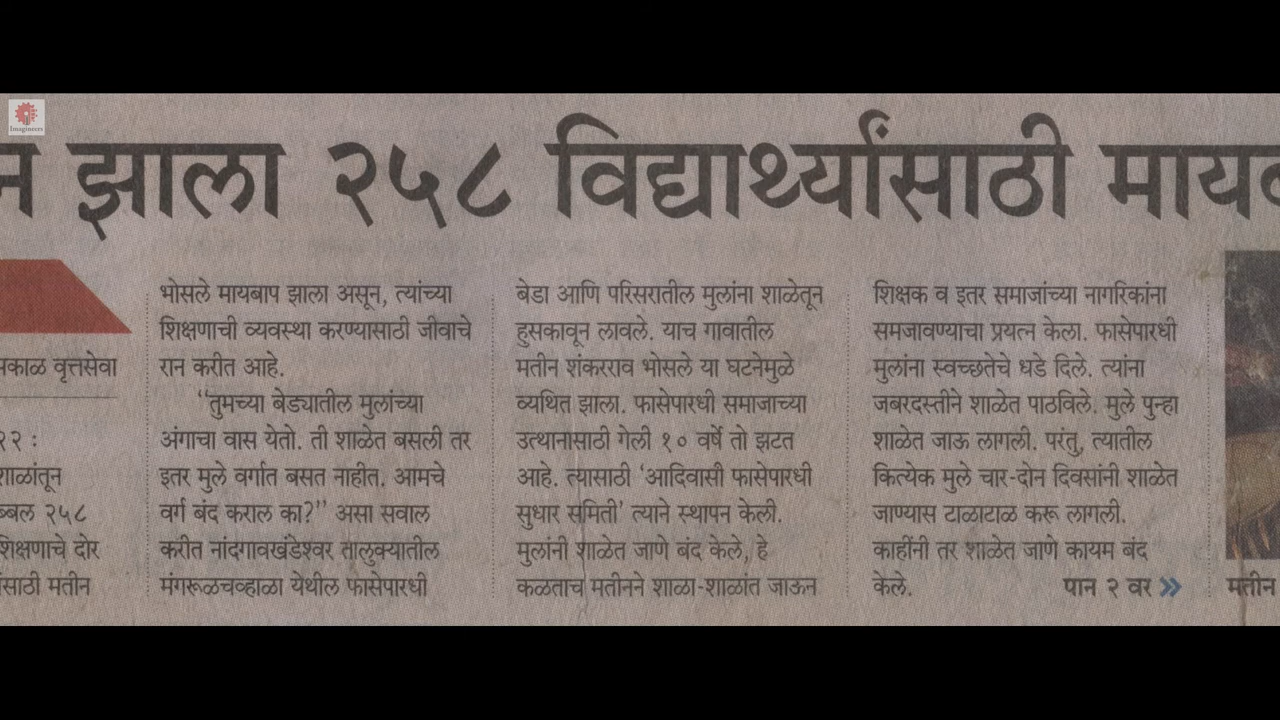 Imagineers
न झाला २५८ विद्यार्थ्यांसाठी
सकाळ वृत्तसेवा
२२ :
शाळांतून
२५८
शिक्षणाचे दोर
मतीन
भोसले मायबाप झाला असून, त्यांच्या
शिक्षणाची व्यवस्था करण्यासाठी जीवाचे
रान करीत आहे.
“तुमच्या बेड्यातील मुलांच्या
अंगाचा वास येतो. ती शाळेत बसली तर
इतर मुले वर्गात बसत नाहीत. आमचे
वर्ग बंद कराल का?” असा सवाल
करीत नांदगावखंडेश्वर तालुक्यातील
मंगरूळचव्हाळा येथील फासेपारधी
बेडा आणि परिसरातील मुलांना शाळेतून
हुसकावून लावले. याच गावातील
मतीन शंकरराव भोसले या घटनेमुळे
व्यथित झाला. फासेपारधी समाजाच्या
उत्थानासाठी गेली १० वर्षे तो झटत
आहे. त्यासाठी ‘आदिवासी फासेपारधी
सुधार समिती’ त्याने स्थापन केली.
मुलांनी शाळेत जाणे बंद केले, हे
कळताच मतीनने शाळा-शाळांत जाऊन
शिक्षक व इतर समाजांच्या नागरिकांना
समजावण्याचा प्रयत्न केला. फासेपारधी
मुलांना स्वच्छतेचे धडे दिले. त्यांना
जबरदस्तीने शाळेत पाठविले. मुले पुन्हा
शाळेत जाऊ लागली. परंतु, त्यातील
कित्येक मुले चार-दोन दिवसांनी शाळेत
जाण्यास टाळाटाळ करू लागली.
काहींनी तर शाळेत जाणे कायम बंद
केले. पान २ वर
मतीन